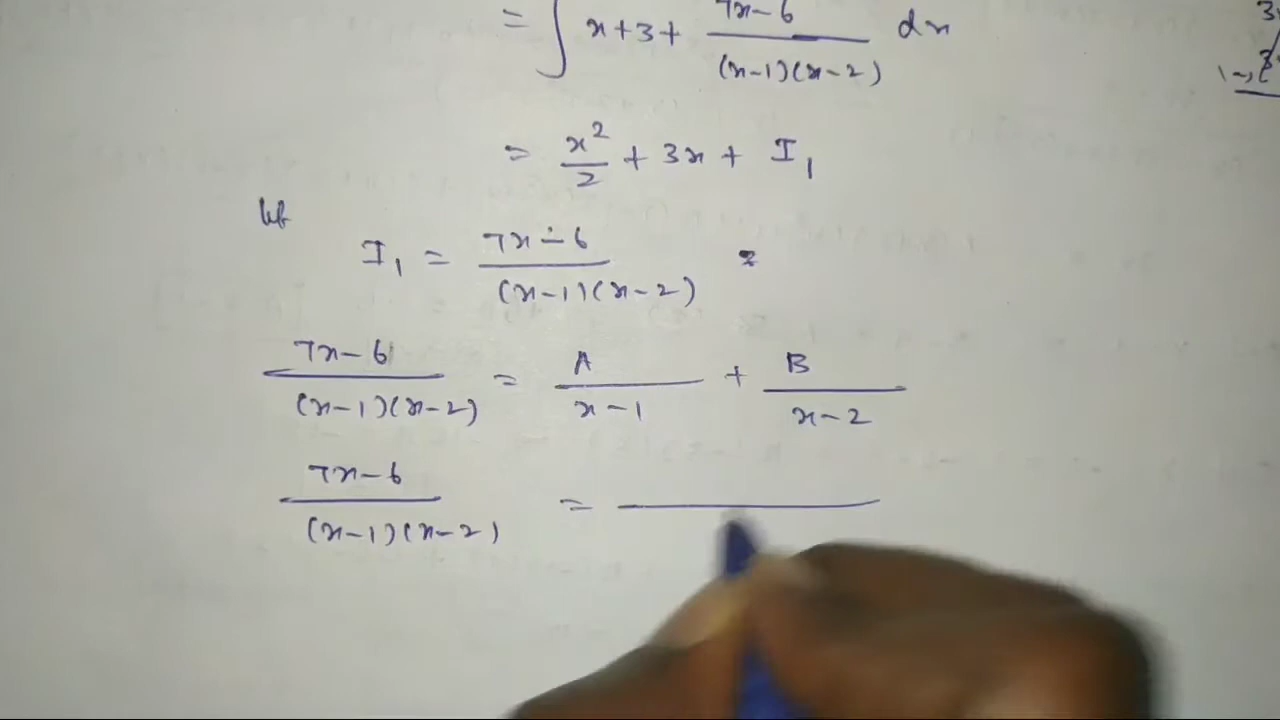 = ∫ x+3+ 7x-6 / (x-1)(x-2) dx
= x²/2 + 3x + I₁
let
I₁ = 7x-6 / (x-1)(x-2) =
7x-6 / (x-1)(x-2) = A / x-1 + B / x-2
7x-6 / (x-1)(x-2) =